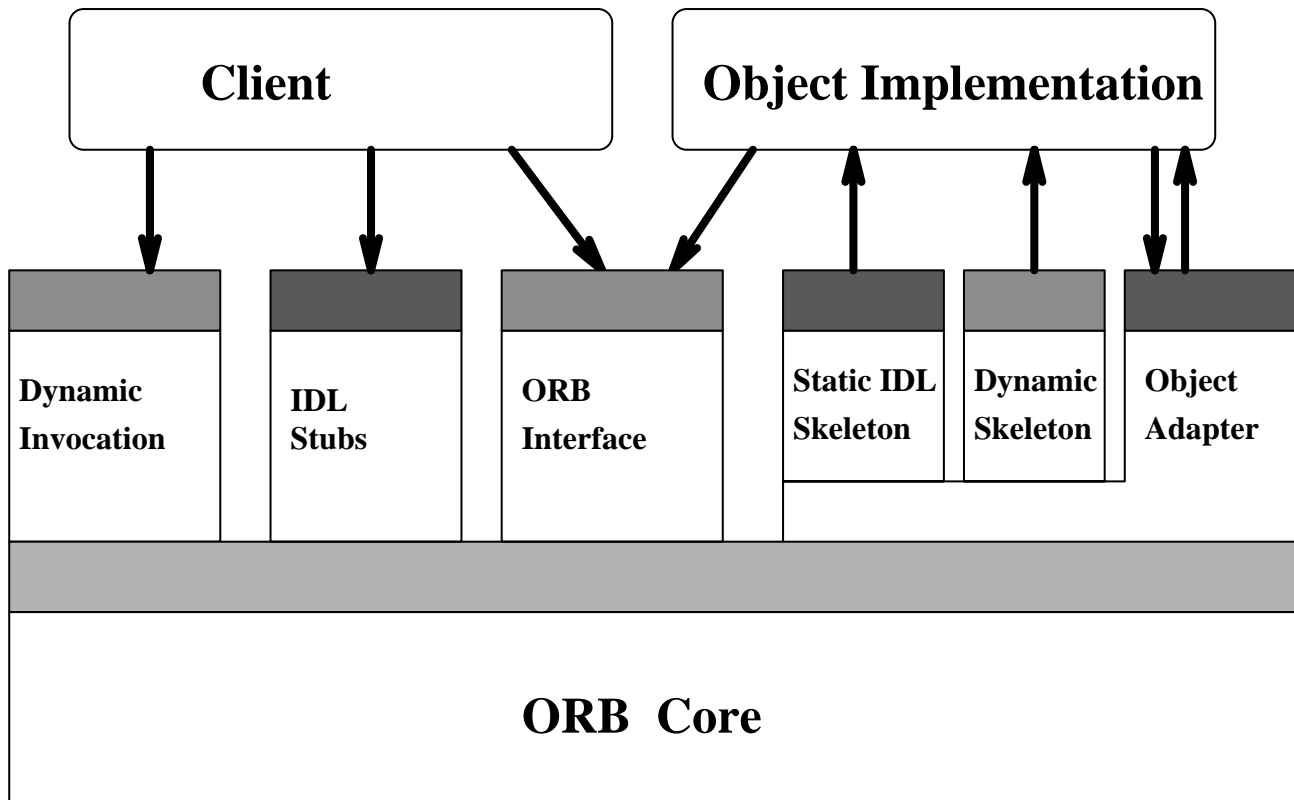 Client
Object Implementation
Dynamic
Invocation
IDL
Stubs
ORB
Interface
Static IDL
Skeleton
Dynamic
Skeleton
Object
Adapter
ORB Core